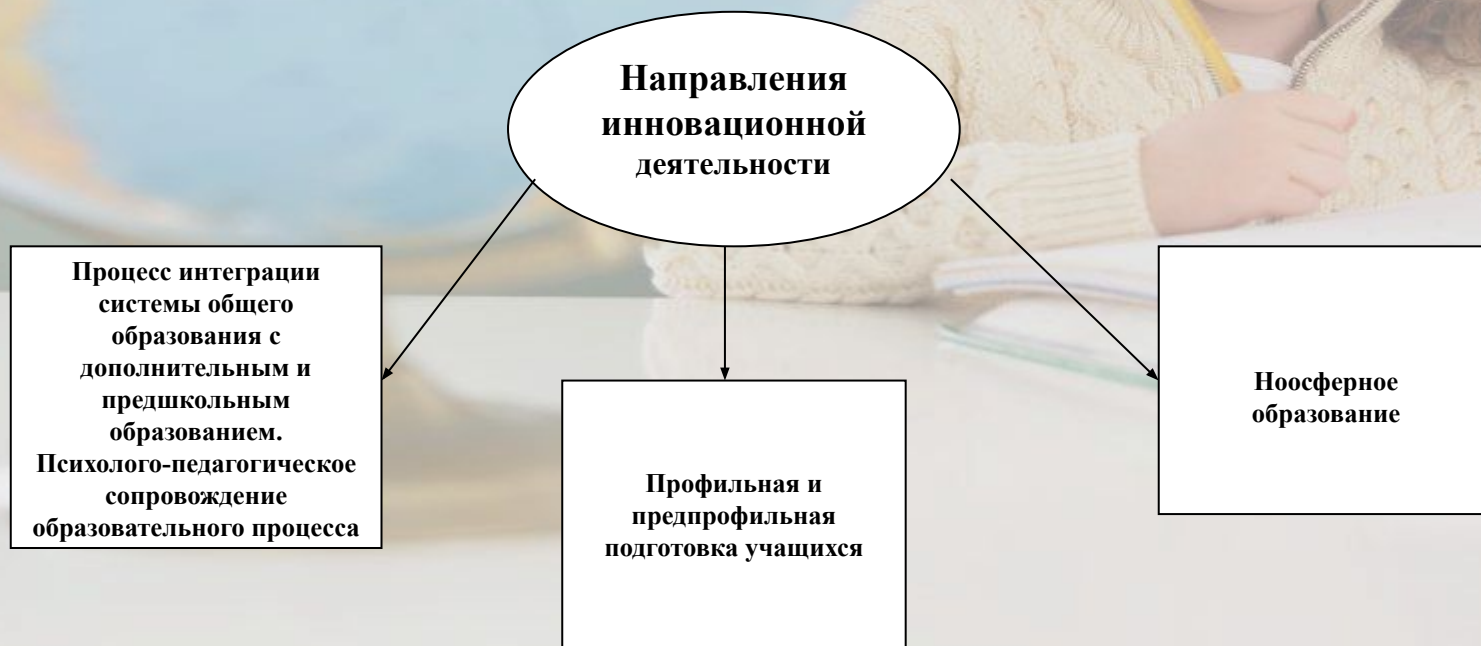 Направления
инновационной
деятельности
Процесс интеграции
системы общего
образования с
дополнительным и
предшкольным
образованием.
Психолого-педагогическое
сопровождение
образовательного процесса
Профильная и
предпрофильная
подготовка учащихся
Ноосферное
образование